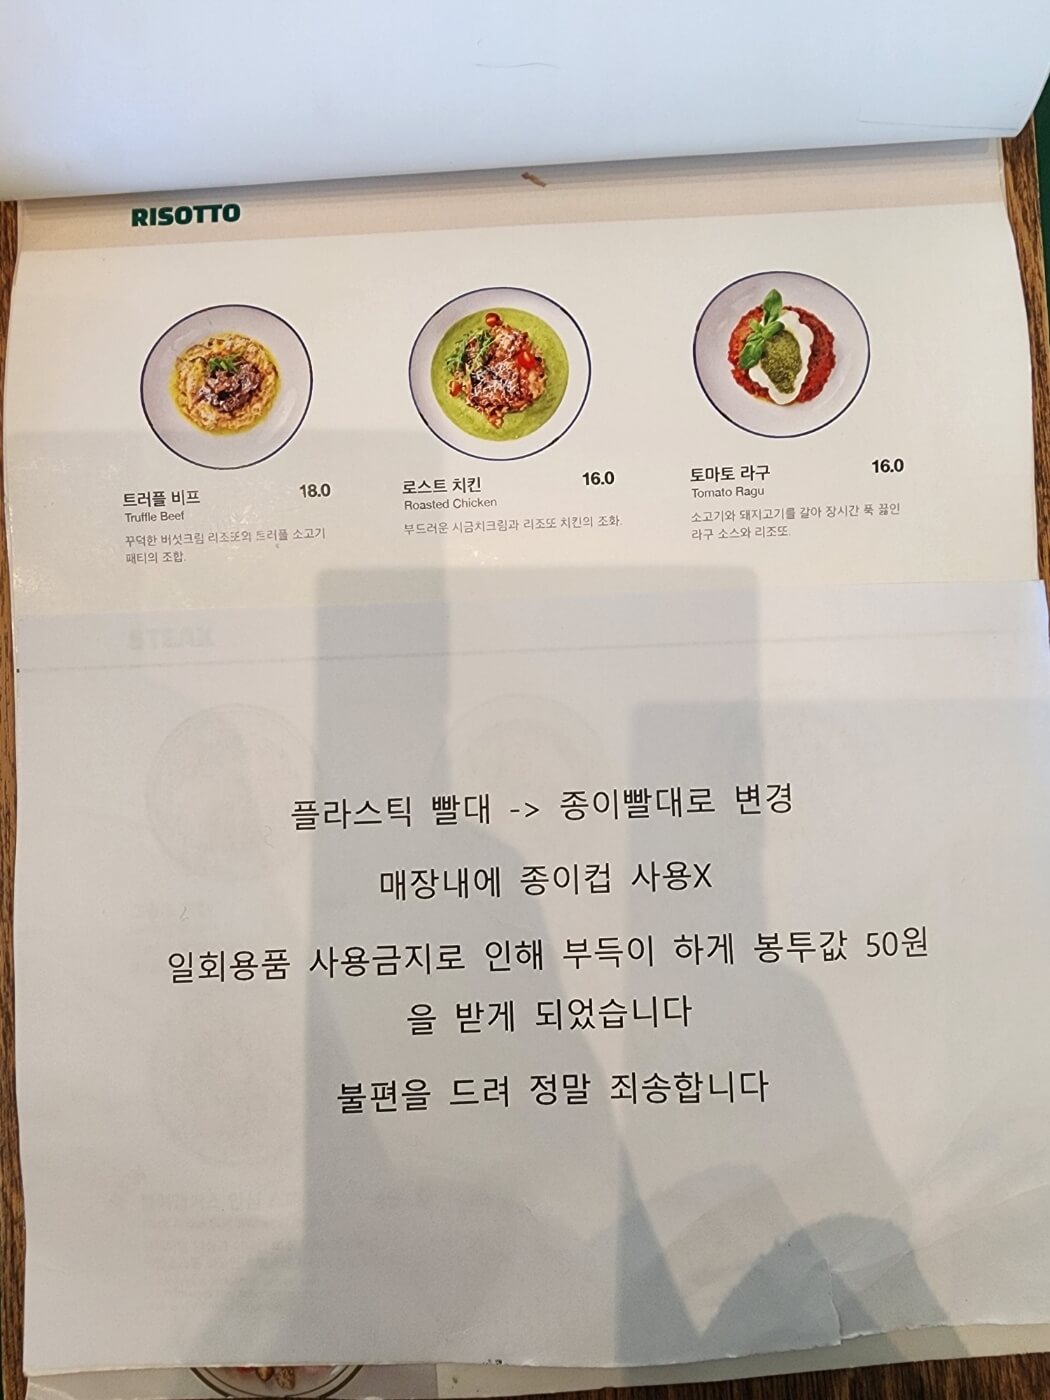 RISOTTO
트러플 비프 18.0
Truffle Beef
꾸덕한 버섯크림 리조또와 트러플 소고기
패티의 조합.
로스트 치킨 16.0
Roasted Chicken
부드러운 시금치크림과 리조또 치킨의 조화.
토마토 라구 16.0
Tomato Ragu
소고기와 돼지고기를 갈아 장시간 푹 끓인
라구 소스와 리조또.
STEAK
플라스틱 빨대 -> 종이빨대로 변경
매장내에 종이컵 사용X
일회용품 사용금지로 인해 부득이 하게 봉투값 50원
을 받게 되었습니다
불편을 드려 정말 죄송합니다